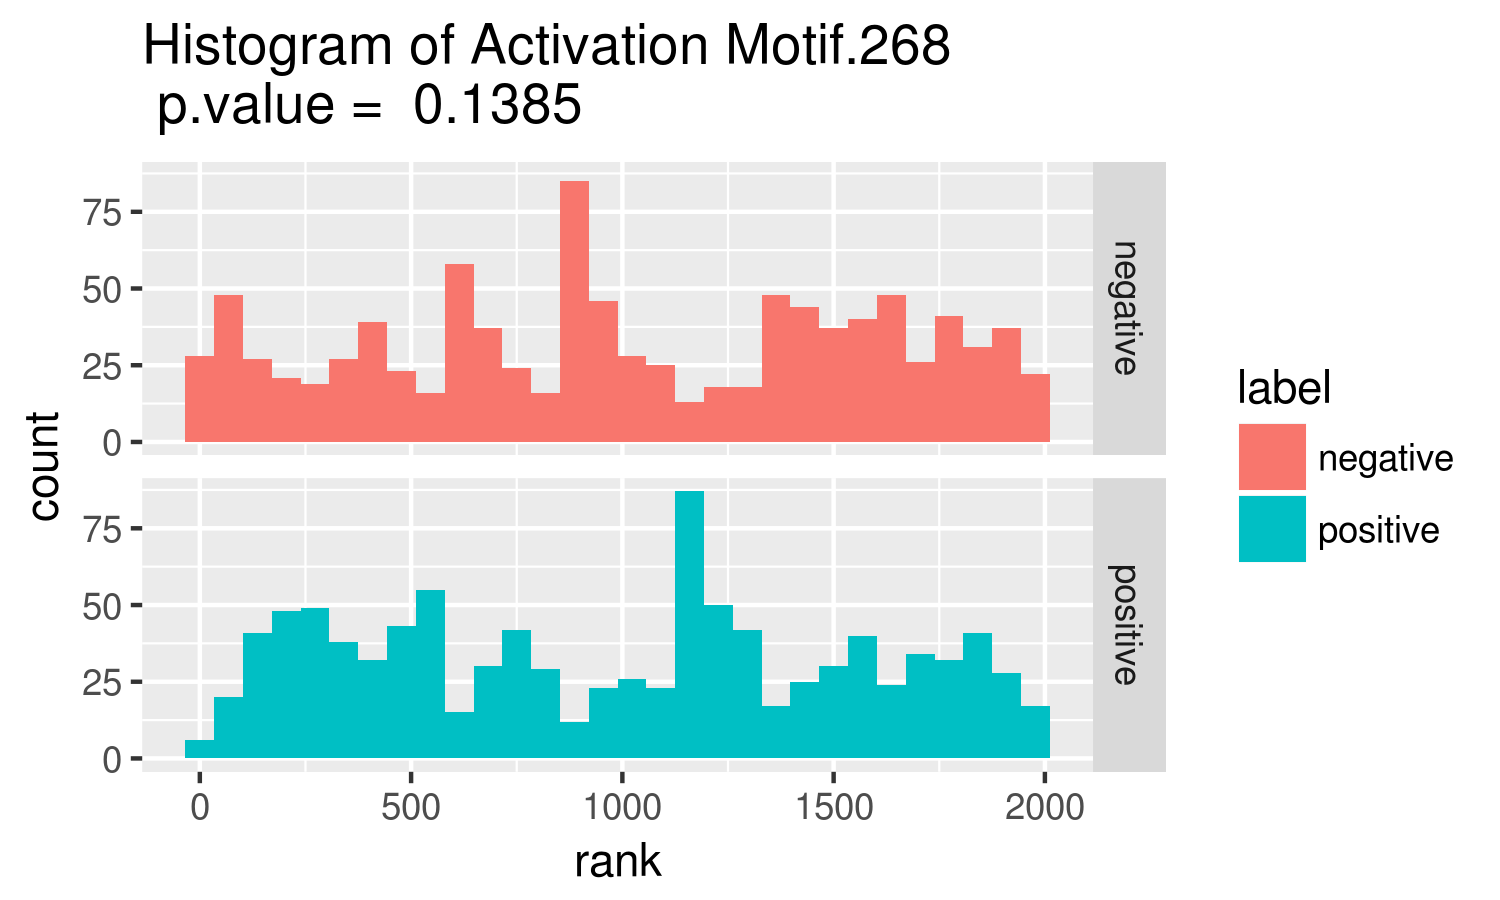 Histogram of Activation Motif.268
p.value =  0.1385
75
50
25
0
negative
count
75
50
25
0
positive
0 500 1000 1500 2000
rank
label
negative
positive